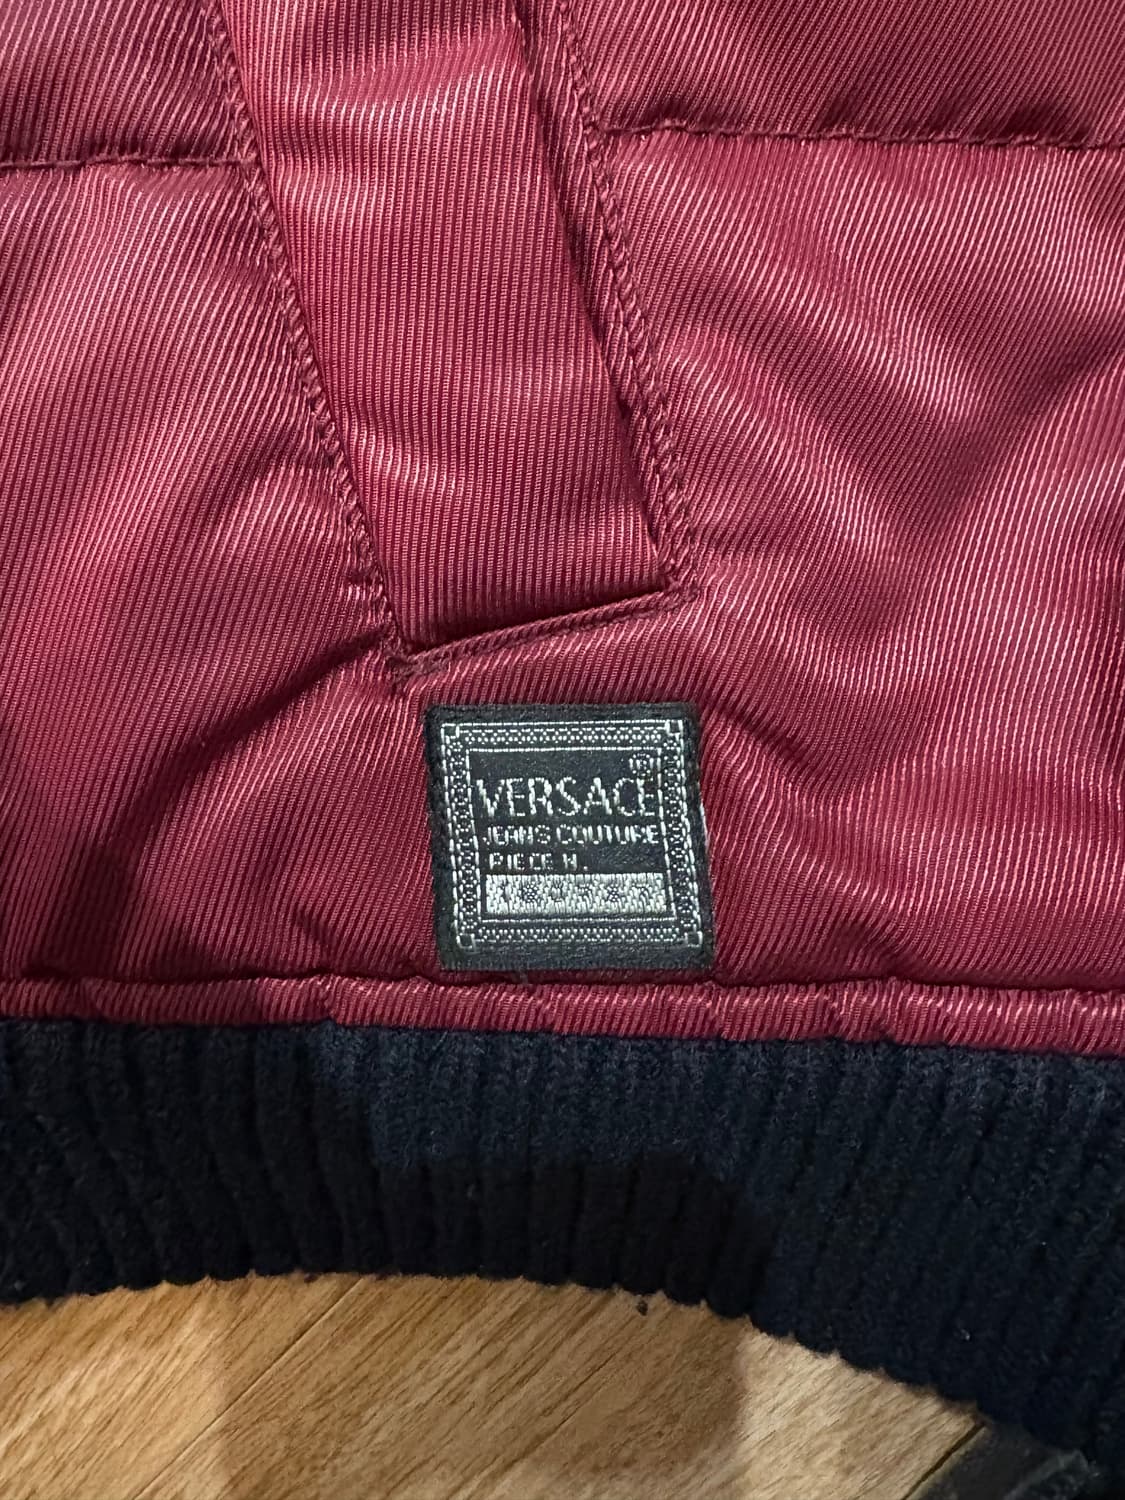 VERSACE®
JEANS COUTURE
PIECE N.